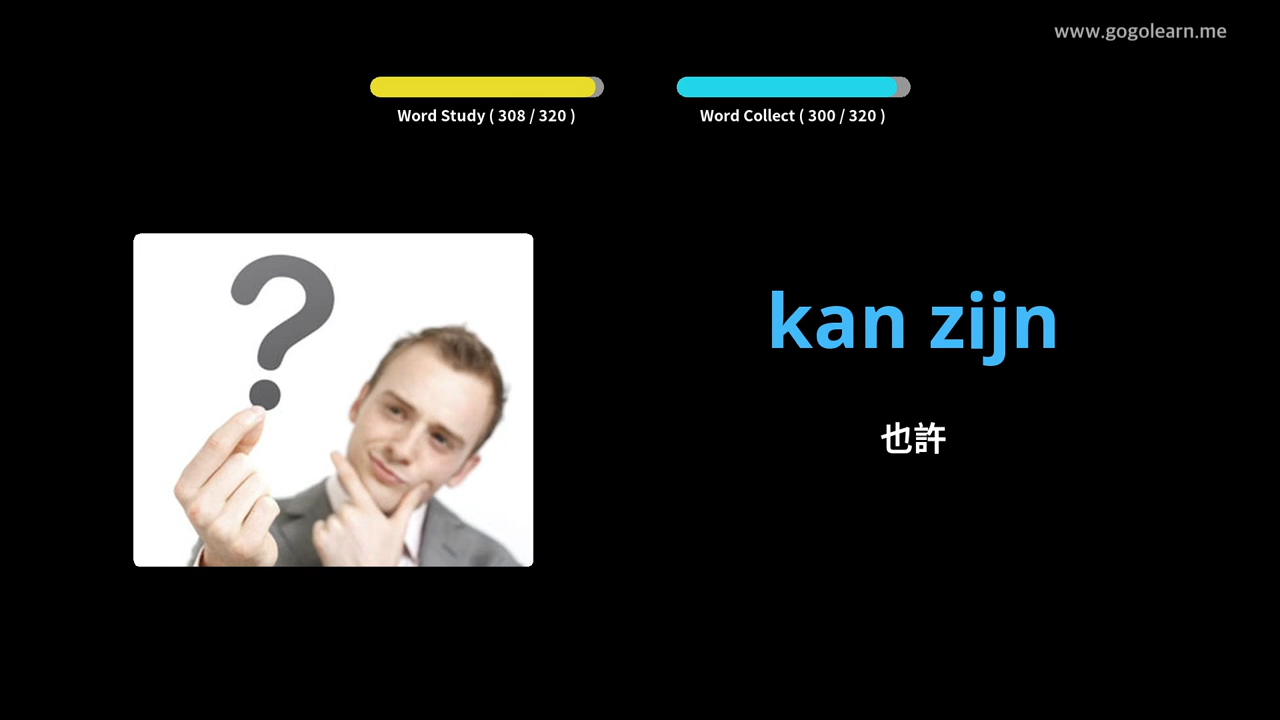 www.gogolearn.me
Word Study ( 308 / 320 )
Word Collect ( 300 / 320 )
?
kan zijn
也許